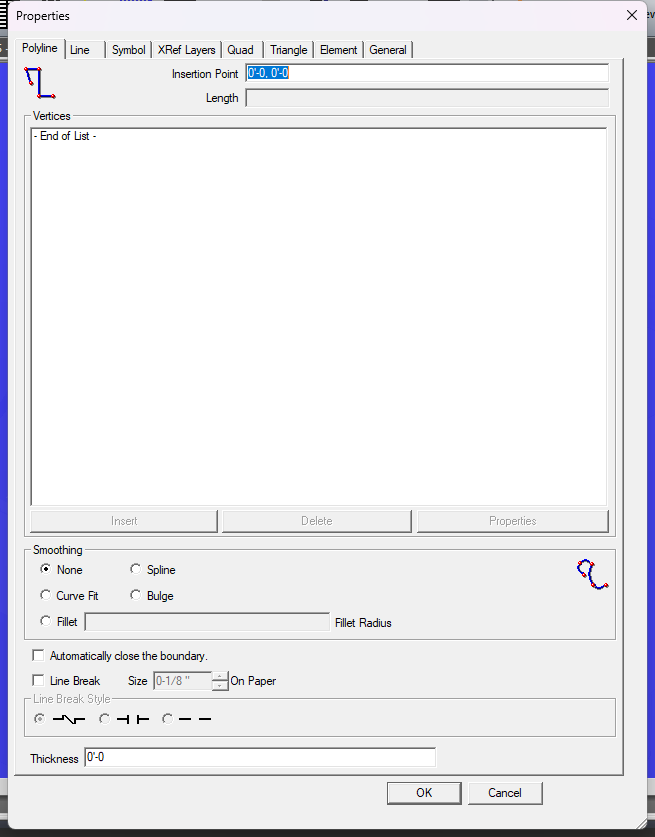 Properties
Polyline Line Symbol XRef Layers Quad Triangle Element General
Insertion Point 0'-0, 0'-0
Length
Vertices
- End of List -
Insert Delete Properties
Smoothing
None Spline
Curve Fit Bulge
Fillet Fillet Radius
Automatically close the boundary.
Line Break Size 0-1/8 " On Paper
Line Break Style
Thickness 0'-0
OK Cancel